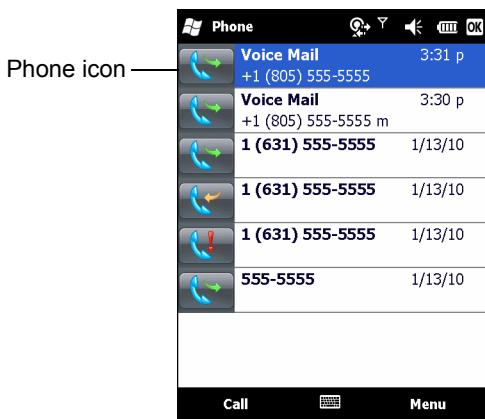 Phone OK
Phone icon
Voice Mail 3:31 p
+1 (805) 555-5555
Voice Mail 3:30 p
+1 (805) 555-5555 m
1 (631) 555-5555 1/13/10
1 (631) 555-5555 1/13/10
1 (631) 555-5555 1/13/10
555-5555 1/13/10
Call Menu